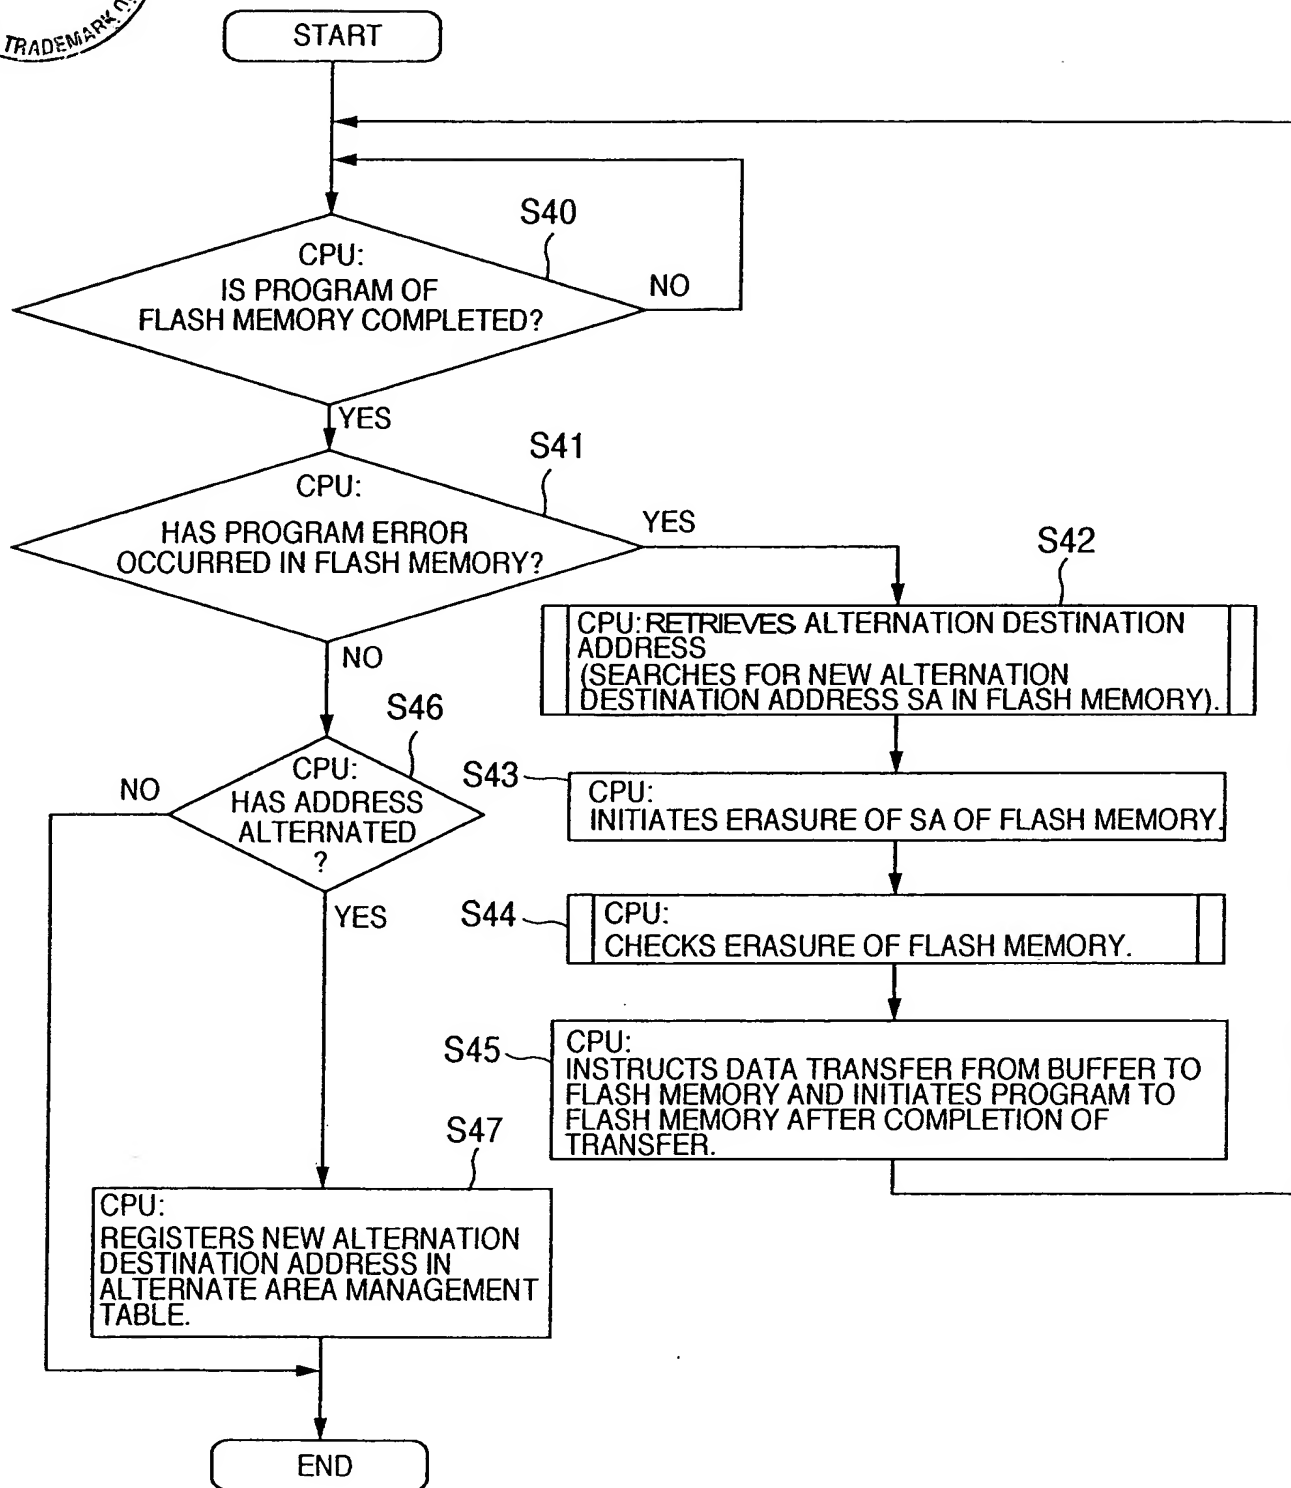 TRADEMARK
START
S40
CPU:
IS PROGRAM OF
FLASH MEMORY COMPLETED?
NO
YES
S41
CPU:
HAS PROGRAM ERROR
OCCURRED IN FLASH MEMORY?
YES
NO
S42
CPU: RETRIEVES ALTERNATION DESTINATION
ADDRESS
(SEARCHES FOR NEW ALTERNATION
DESTINATION ADDRESS SA IN FLASH MEMORY).
S46
CPU:
HAS ADDRESS
ALTERNATED
?
NO
YES
S43
CPU:
INITIATES ERASURE OF SA OF FLASH MEMORY.
S44
CPU:
CHECKS ERASURE OF FLASH MEMORY.
S45
CPU:
INSTRUCTS DATA TRANSFER FROM BUFFER TO
FLASH MEMORY AND INITIATES PROGRAM TO
FLASH MEMORY AFTER COMPLETION OF
TRANSFER.
S47
CPU:
REGISTERS NEW ALTERNATION
DESTINATION ADDRESS IN
ALTERNATE AREA MANAGEMENT
TABLE.
END